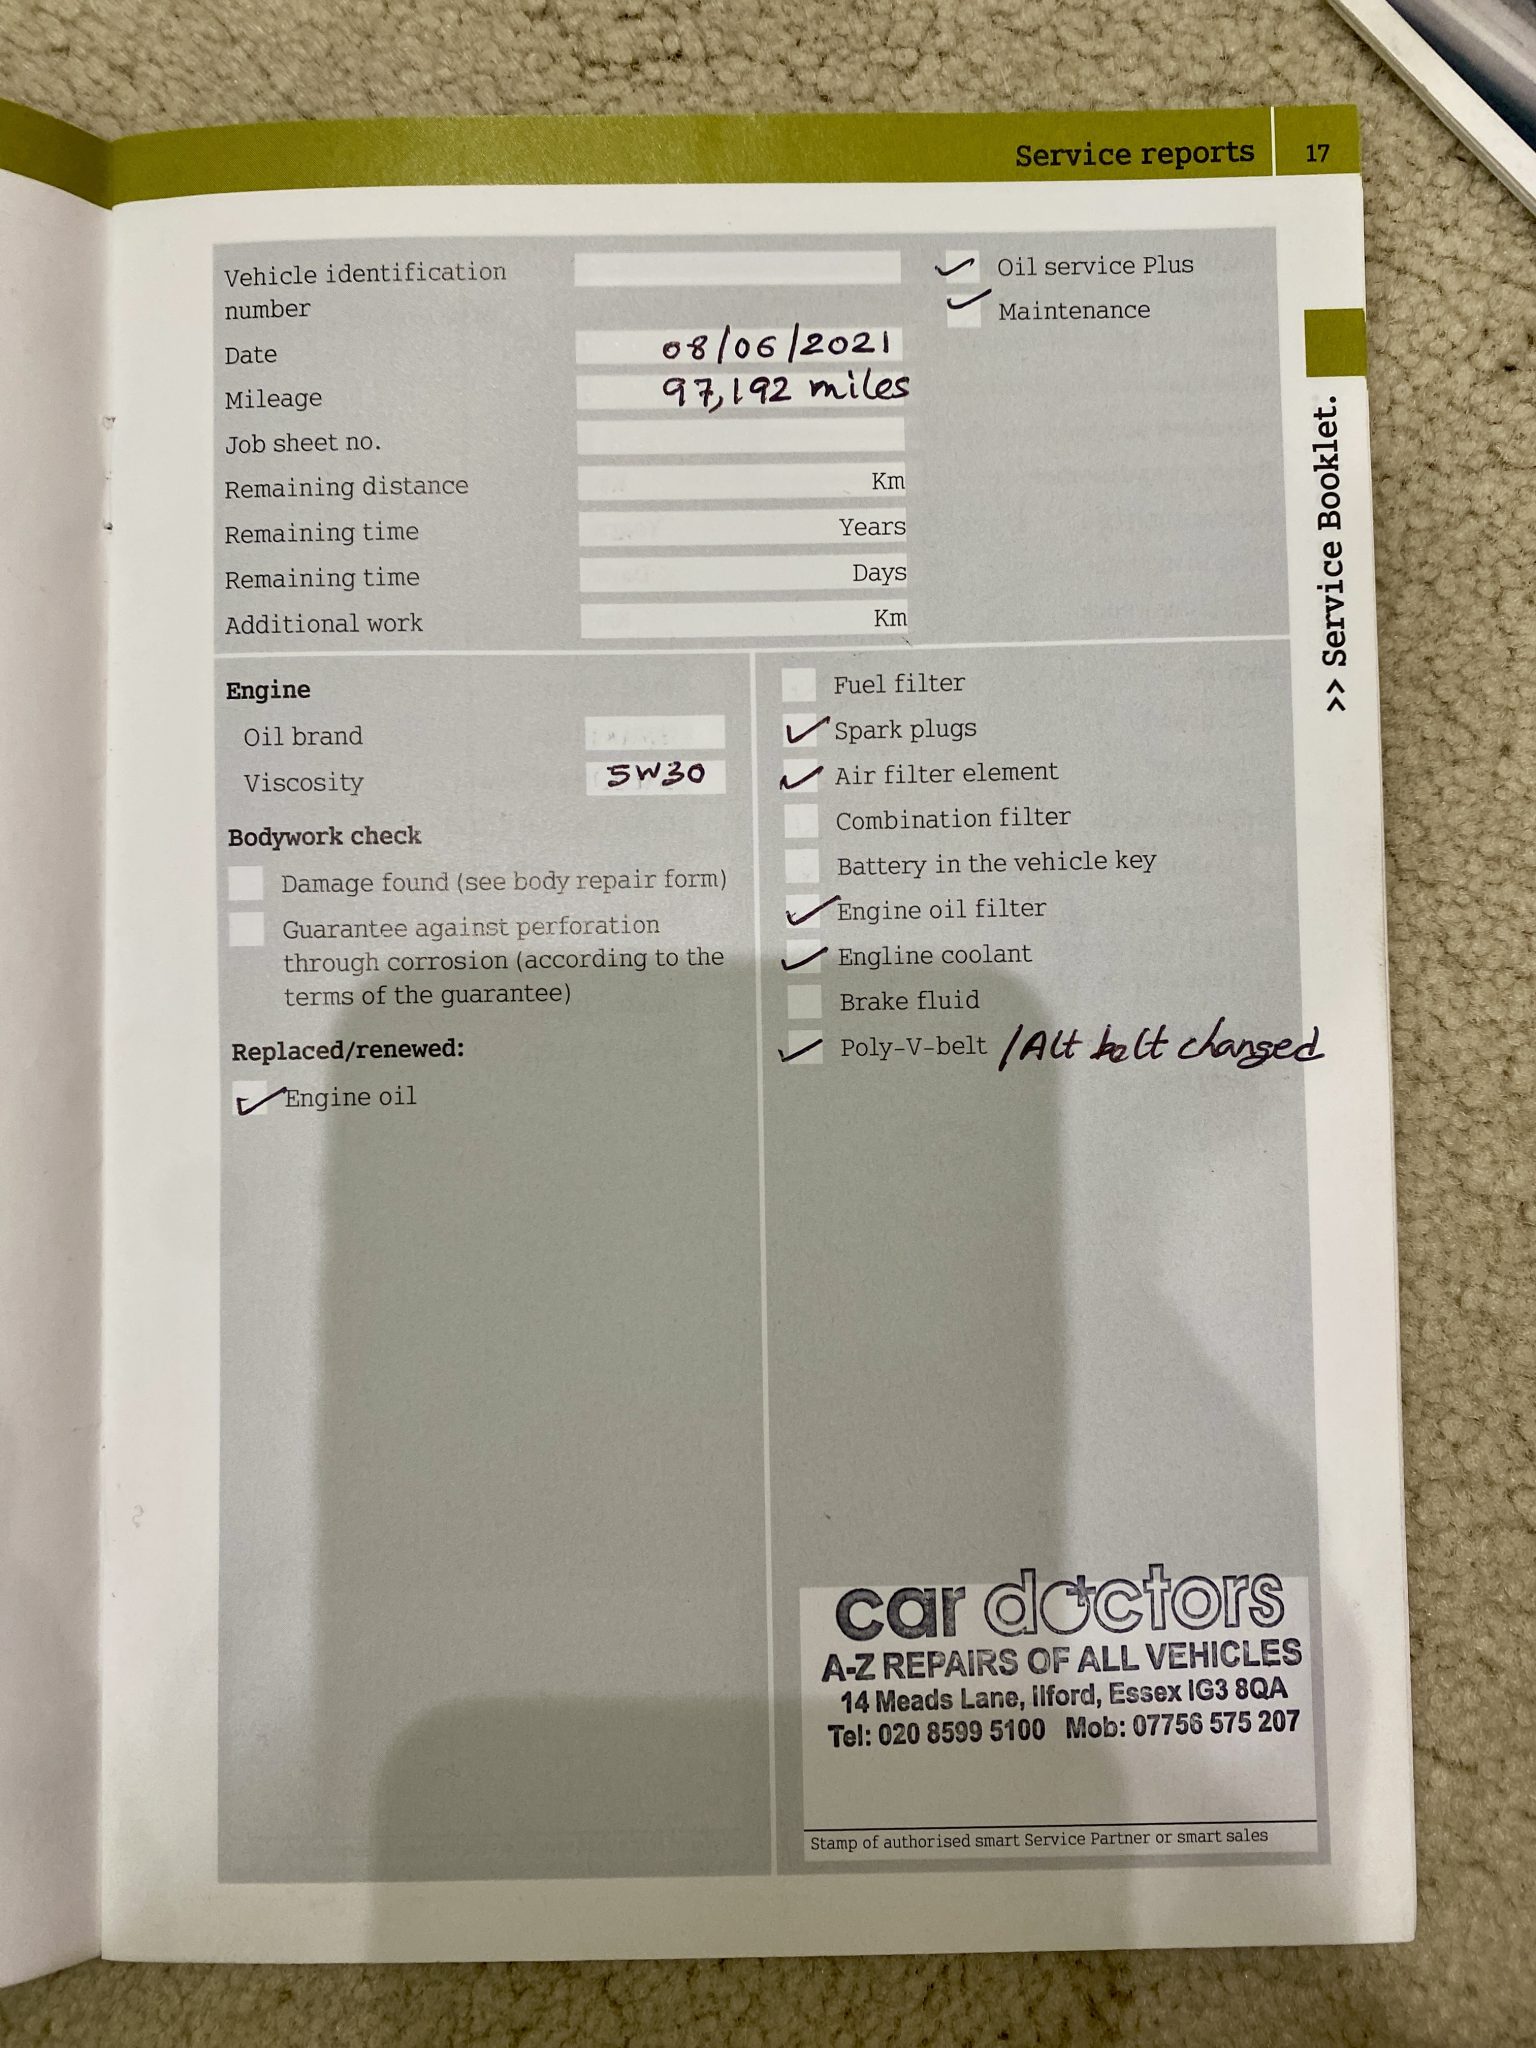 Service reports 17
Vehicle identification
number
Date 08/06/2021
Mileage 97,192 miles
Job sheet no.
Remaining distance Km
Remaining time Years
Remaining time Days
Additional work Km
Oil service Plus
Maintenance
>> Service Booklet.
Engine
Oil brand
Viscosity 5W30
Bodywork check
Damage found (see body repair form)
Guarantee against perforation
through corrosion (according to the
terms of the guarantee)
Replaced/renewed:
Engine oil
Fuel filter
Spark plugs
Air filter element
Combination filter
Battery in the vehicle key
Engine oil filter
Engline coolant
Brake fluid
Poly-V-belt /Alt belt changed
car doctors
A-Z REPAIRS OF ALL VEHICLES
14 Meads Lane, Ilford, Essex IG3 8QA
Tel: 020 8599 5100 Mob: 07756 575 207
Stamp of authorised smart Service Partner or smart sales